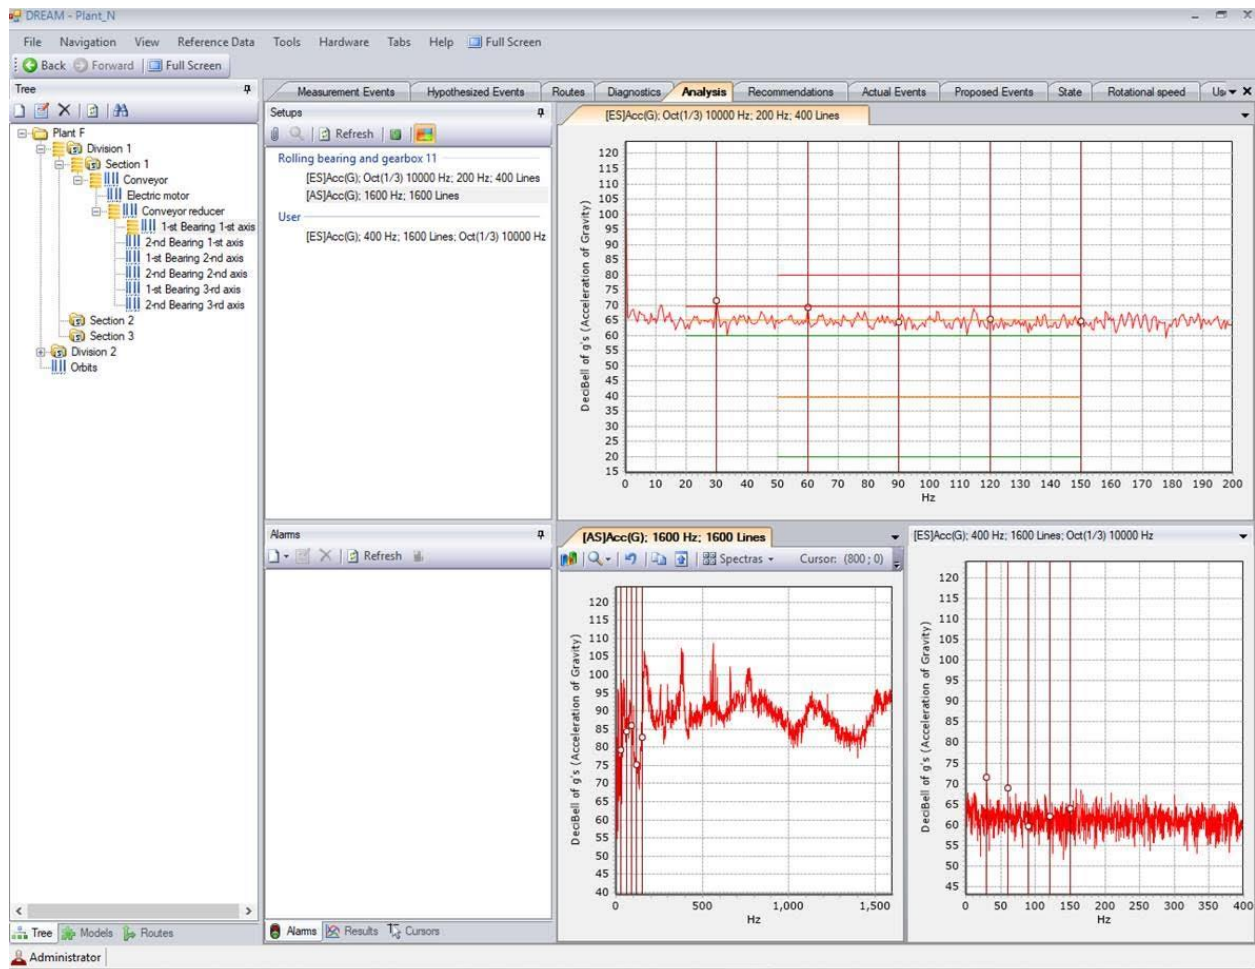 DREAM - Plant_N
File Navigation View Reference Data Tools Hardware Tabs Help Full Screen
Back Forward Full Screen
Tree
Plant F
Division 1
Section 1
Conveyor
Electric motor
Conveyor reducer
1-st Bearing 1-st axis
2-nd Bearing 1-st axis
1-st Bearing 2-nd axis
2-nd Bearing 2-nd axis
1-st Bearing 3-rd axis
2-nd Bearing 3-rd axis
Section 2
Section 3
Division 2
Orbits
Tree Models Routes
Administrator
Measurement Events Hypothesized Events Routes Diagnostics Analysis Recommendations Actual Events Proposed Events State Rotational speed Us
Setups
Refresh
Rolling bearing and gearbox 11
[ES]Acc(G); Oct(1/3) 10000 Hz; 200 Hz; 400 Lines
[AS]Acc(G); 1600 Hz; 1600 Lines
User
[ES]Acc(G); 400 Hz; 1600 Lines; Oct(1/3) 10000 Hz
Alarms
Refresh
Alarms Results Cursors
[ES]Acc(G); Oct(1/3) 10000 Hz; 200 Hz; 400 Lines
DeciBell of g's (Acceleration of Gravity)
120
115
110
105
100
95
90
85
80
75
70
65
60
55
50
45
40
35
30
25
20
15
0 10 20 30 40 50 60 70 80 90 100 110 120 130 140 150 160 170 180 190 200
Hz
[AS]Acc(G); 1600 Hz; 1600 Lines
Spectras Cursor: (800 ; 0)
DeciBell of g's (Acceleration of Gravity)
120
115
110
105
100
95
90
85
80
75
70
65
60
55
50
45
40
0 500 1,000 1,500
Hz
[ES]Acc(G); 400 Hz; 1600 Lines; Oct(1/3) 10000 Hz
DeciBell of g's (Acceleration of Gravity)
120
115
110
105
100
95
90
85
80
75
70
65
60
55
50
45
0 50 100 150 200 250 300 350 400
Hz